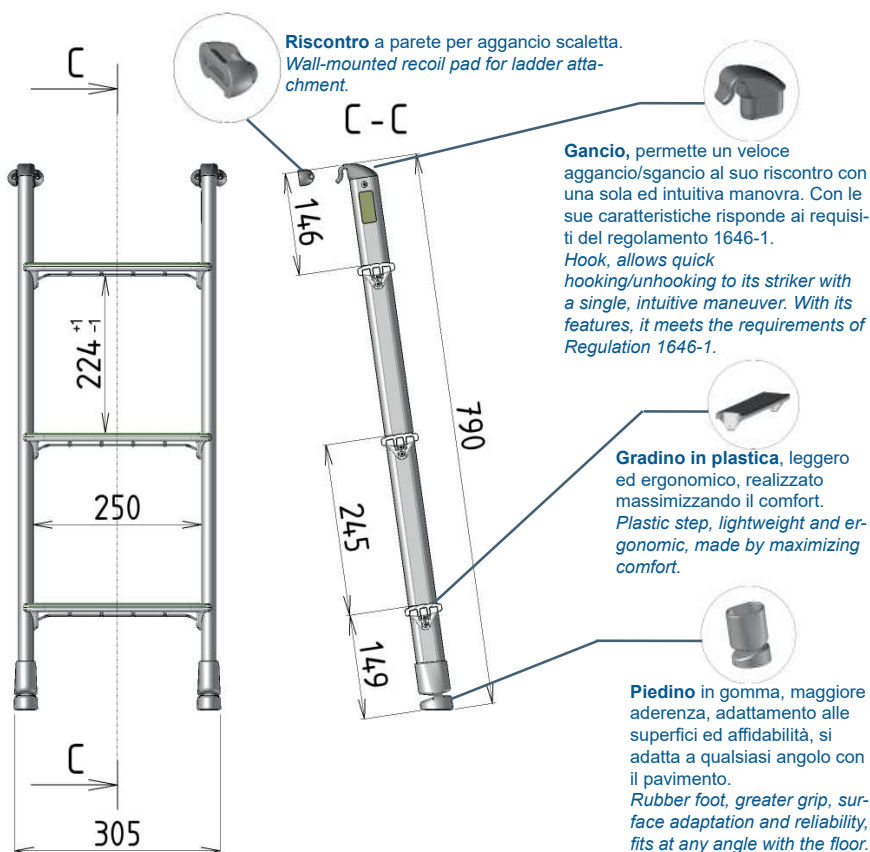 C
Riscontro a parete per aggancio scaletta.
Wall-mounted recoil pad for ladder atta-
chment.
C - C
Gancio, permette un veloce
aggancio/sgancio al suo riscontro con
una sola ed intuitiva manovra. Con le
sue caratteristiche risponde ai requisi-
ti del regolamento 1646-1.
Hook, allows quick
hooking/unhooking to its striker with
a single, intuitive maneuver. With its
features, it meets the requirements of
Regulation 1646-1.
146
224 +1 -1
790
Gradino in plastica, leggero
ed ergonomico, realizzato
massimizzando il comfort.
Plastic step, lightweight and er-
gonomic, made by maximizing
comfort.
250
245
149
Piedino in gomma, maggiore
aderenza, adattamento alle
superfici ed affidabilità, si
adatta a qualsiasi angolo con
il pavimento.
Rubber foot, greater grip, sur-
face adaptation and reliability,
fits at any angle with the floor.
C
305